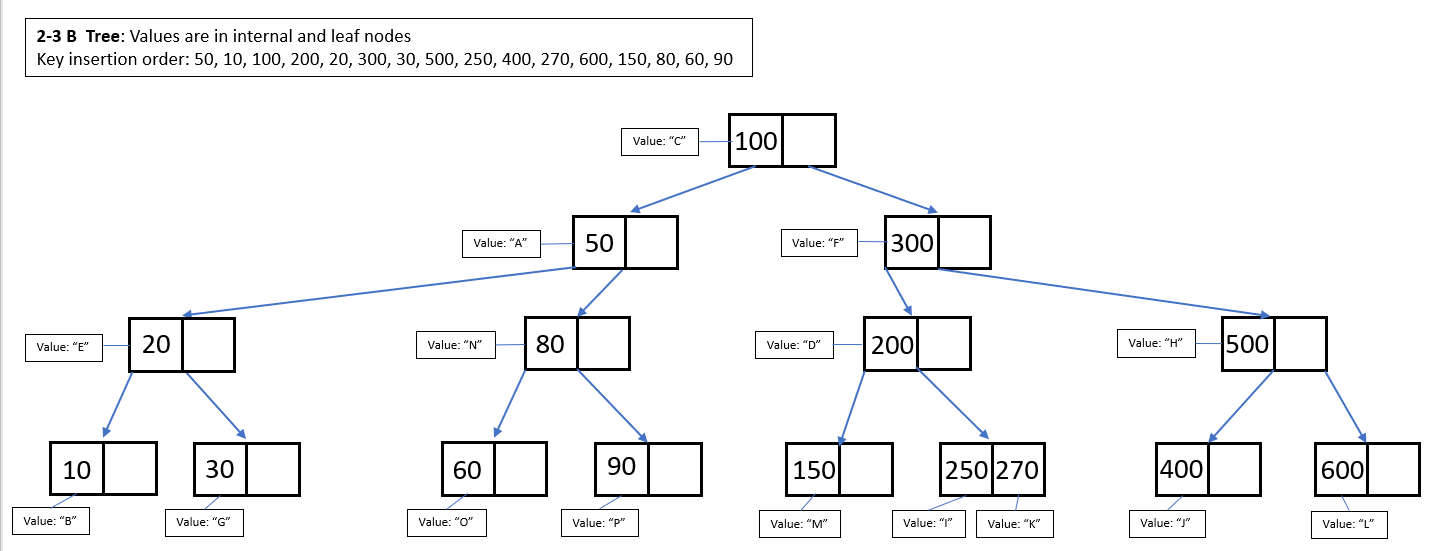 2-3 B Tree: Values are in internal and leaf nodes
Key insertion order: 50, 10, 100, 200, 20, 300, 30, 500, 250, 400, 270, 600, 150, 80, 60, 90
Value: “C” 100
Value: “A” 50 Value: “F” 300
Value: “E” 20 Value: “N” 80 Value: “D” 200 Value: “H” 500
10 30 60 90 150 250 270 400 600
Value: “B” Value: “G” Value: “O” Value: “P” Value: “M” Value: “I” Value: “K” Value: “J” Value: “L”